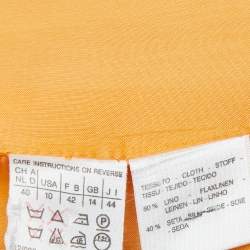 CARE INSTRUCTIONS ON REVERSE
CH A NL D USA F B GB J I
40 10 42 14 44
TESSUTO - CLOTH STOFF -
TISSU - TEJIDO - TECIDO
60 % LINO - FLAX LINEN
LEINEN - LIN - LINHO
40 % SETA - SILK - SEIDE - SOIE
- SEDA